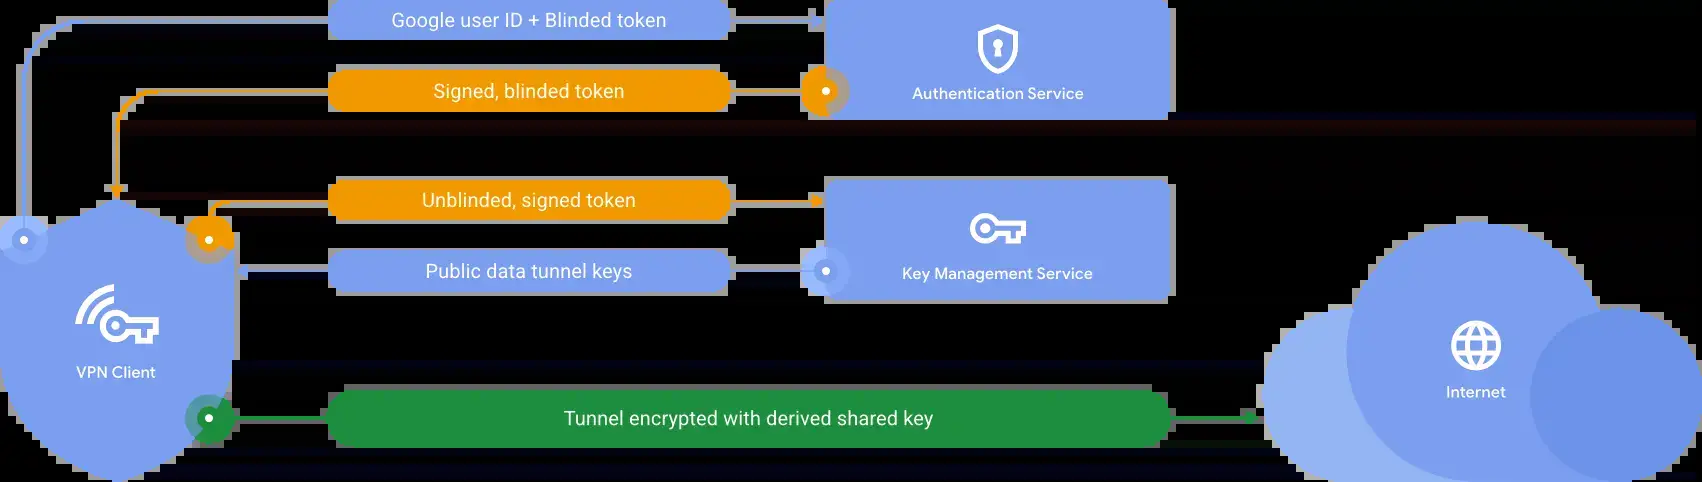 Google user ID + Blinded token
Authentication Service
Signed, blinded token
Unblinded, signed token
Key Management Service
Public data tunnel keys
VPN Client
Internet
Tunnel encrypted with derived shared key